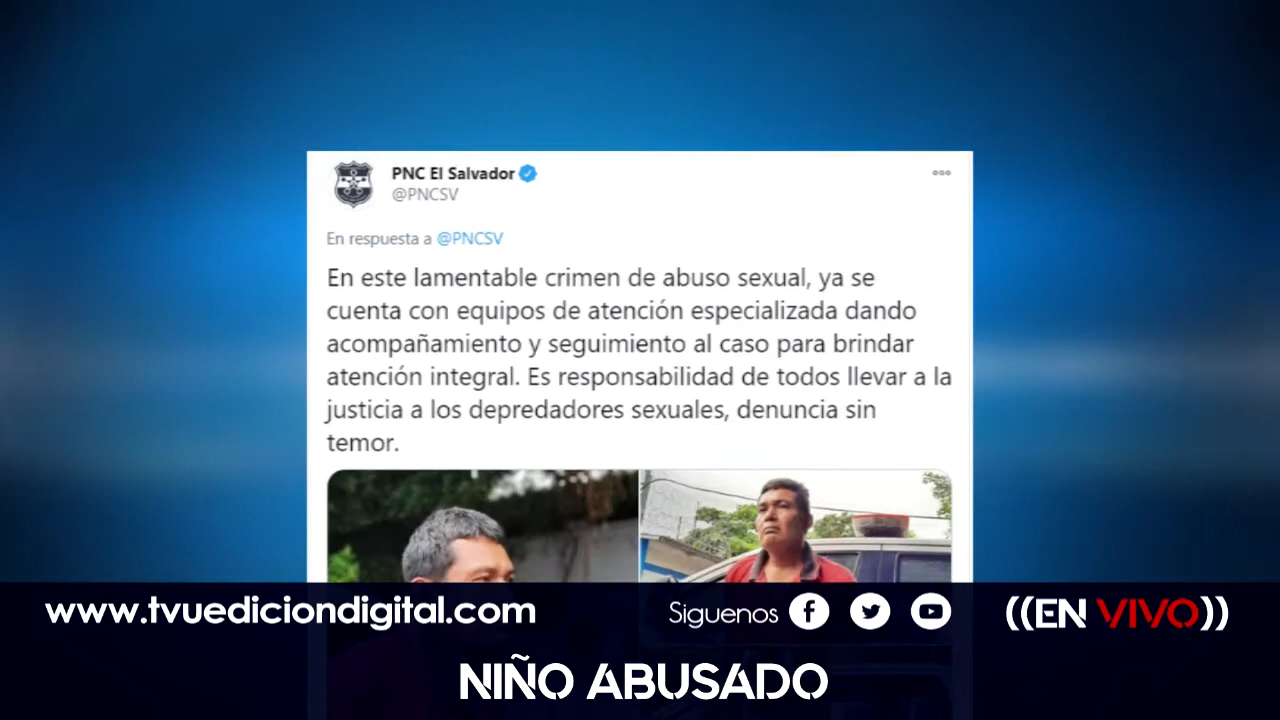 PNC El Salvador
@PNCSV
En respuesta a @PNCSV
En este lamentable crimen de abuso sexual, ya se
cuenta con equipos de atención especializada dando
acompañamiento y seguimiento al caso para brindar
atención integral. Es responsabilidad de todos llevar a la
justicia a los depredadores sexuales, denuncia sin
temor.
www.tvuediciondigital.com
Siguenos
((EN VIVO))
NIÑO ABUSADO